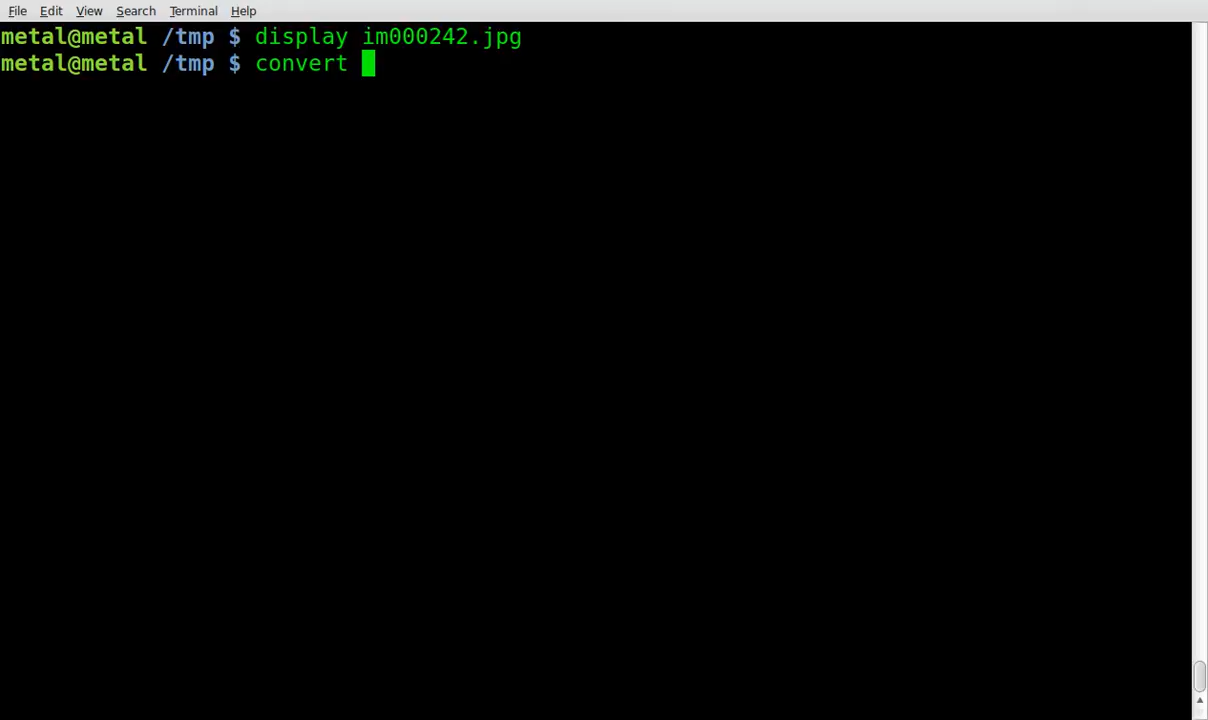 File Edit View Search Terminal Help
metal@metal /tmp $ display im000242.jpg
metal@metal /tmp $ convert